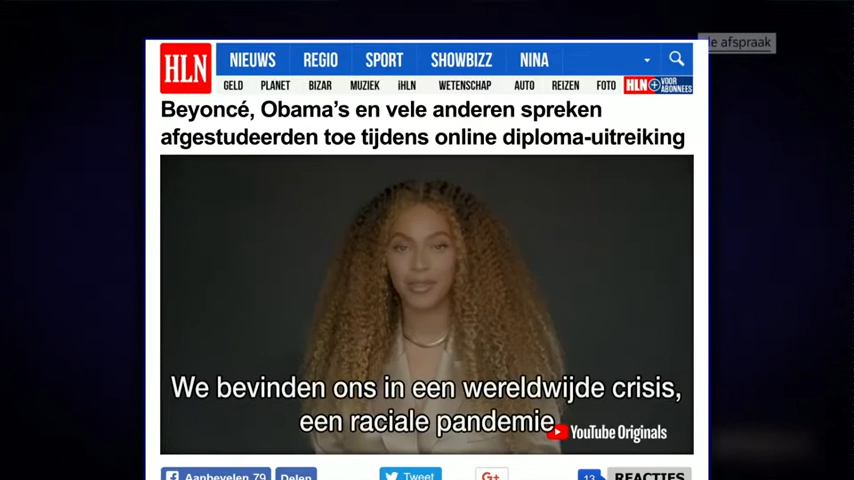 de afspraak
HLN
NIEUWS REGIO SPORT SHOWBIZZ NINA
GELD PLANET BIZAR MUZIEK iHLN WETENSCHAP AUTO REIZEN FOTO HLN+ VOOR ABONNEES
Beyoncé, Obama's en vele anderen spreken
afgestudeerden toe tijdens online diploma-uitreiking
We bevinden ons in een wereldwijde crisis,
een raciale pandemie.
YouTube Originals
Aanbevelen 79 Delen Tweet G+ 13 REACTIES